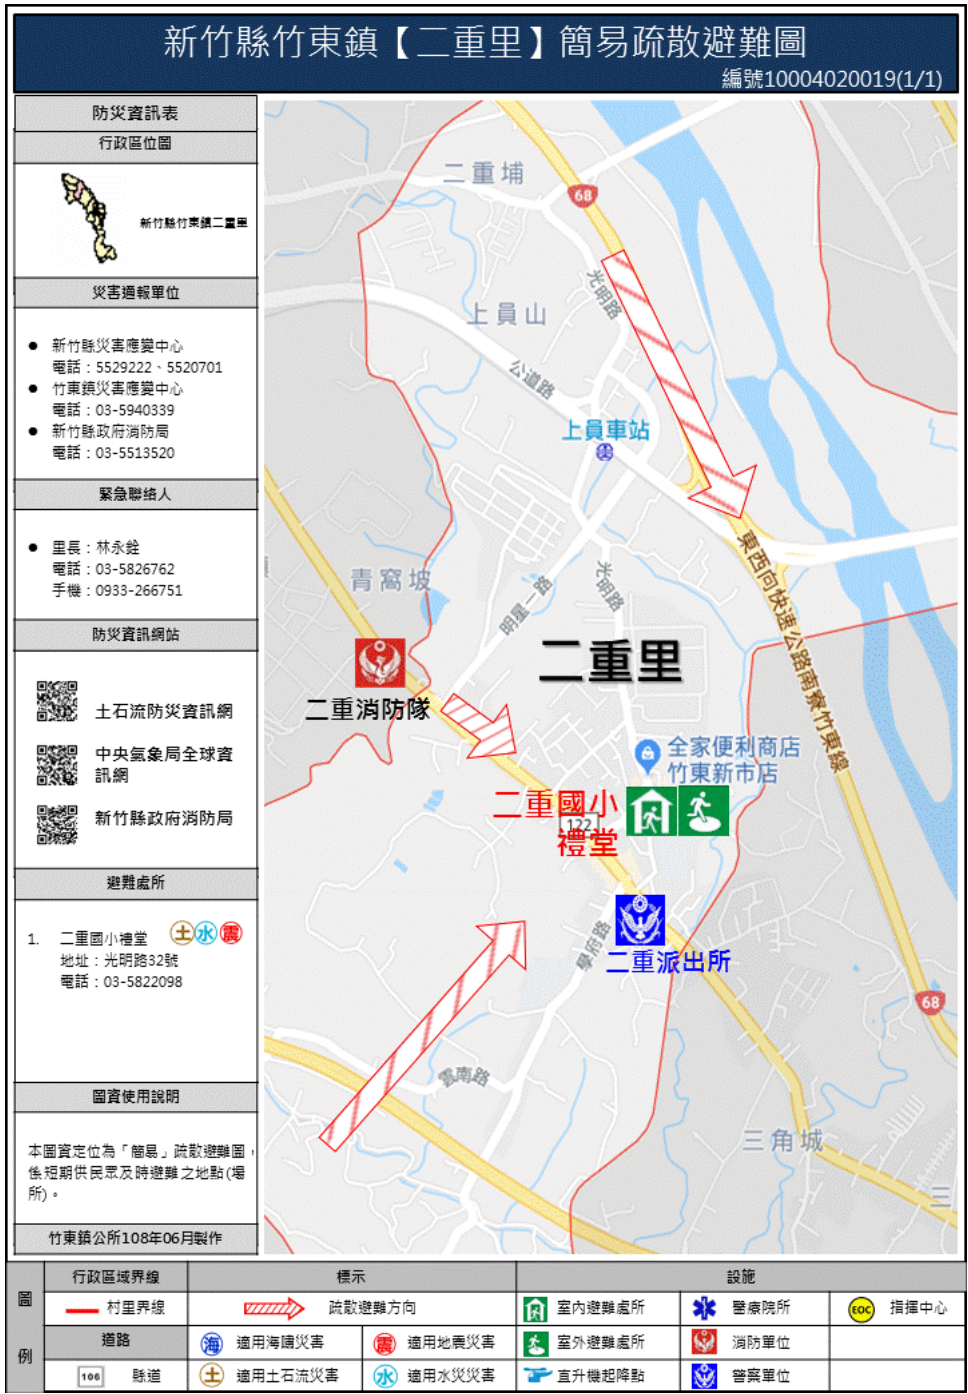 新竹縣竹東鎮【二重里】簡易疏散避難圖
編號10004020019(1/1)
防災資訊表
行政區位圖
新竹縣竹東鎮二重里
災害通報單位
● 新竹縣災害應變中心
電話：5529222、5520701
● 竹東鎮災害應變中心
電話：03-5940339
● 新竹縣政府消防局
電話：03-5513520
緊急聯絡人
● 里長：林永銓
電話：03-5826762
手機：0933-266751
防災資訊網站
土石流防災資訊網
中央氣象局全球資
訊網
新竹縣政府消防局
避難處所
1. 二重國小禮堂 土 水 震
地址：光明路32號
電話：03-5822098
圖資使用說明
本圖資定位為「簡易」疏散避難圖，
係短期供民眾及時避難之地點(場
所)。
竹東鎮公所108年06月製作
二重埔
68
光明路
上員山
公道路
上員車站
東西向快速公路南寮竹東線
青窩坡
明星一路
光明路
二重里
二重消防隊
全家便利商店
竹東新市店
二重國小
禮堂
122
學府路
二重派出所
68
雲南路
三角城
三
圖例
行政區域界線
標示
設施
村里界線
疏散避難方向
室內避難處所
醫療院所
EOC 指揮中心
道路
海 適用海嘯災害
震 適用地震災害
室外避難處所
消防單位
106 縣道
土 適用土石流災害
水 適用水災災害
直升機起降點
警察單位